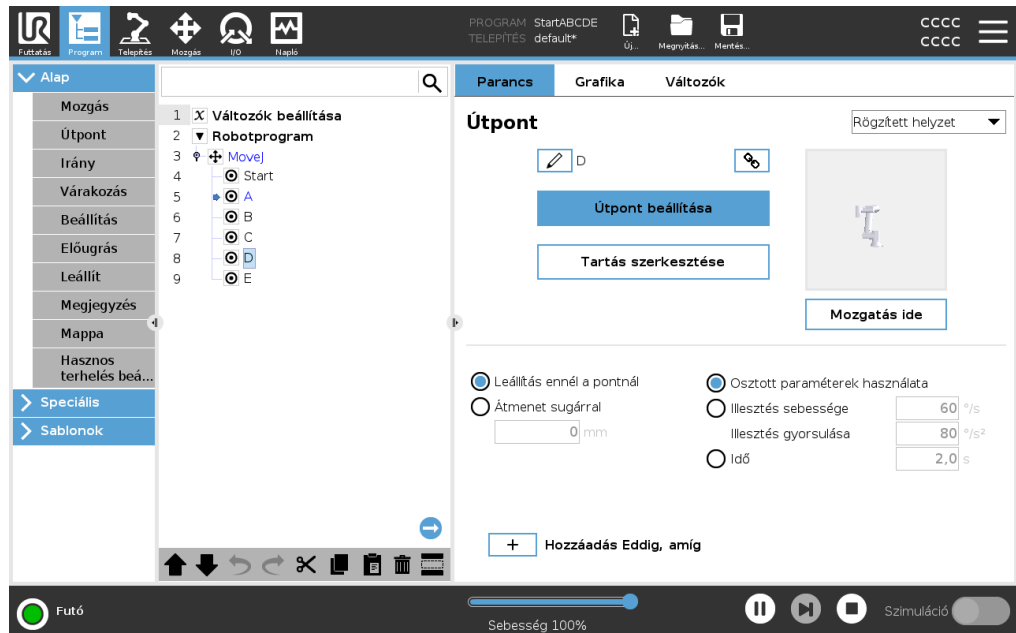 UR
PROGRAM StartABCDE
TELEPÍTÉS default*
cccc
cccc
Futtatás Program Telepítés Mozgás I/O Napló Új... Megnyitás... Mentés...
Alap
Mozgás
Útpont
Irány
Várakozás
Beállítás
Előugrás
Leállít
Megjegyzés
Mappa
Hasznos
terhelés beá...
Speciális
Sablonok
1 X Változók beállítása
2 Robotprogram
3 MoveJ
4 Start
5 A
6 B
7 C
8 D
9 E
Parancs Grafika Változók
Útpont
Rögzített helyzet
D
Útpont beállítása
Tartás szerkesztése
Mozgatás ide
Leállítás ennél a pontnál
Átmenet sugárral
0 mm
Osztott paraméterek használata
Illesztés sebessége 60 °/s
Illesztés gyorsulása 80 °/s²
Idő 2,0 s
+ Hozzáadás Eddig, amíg
Futó
Sebesség 100%
Szimuláció